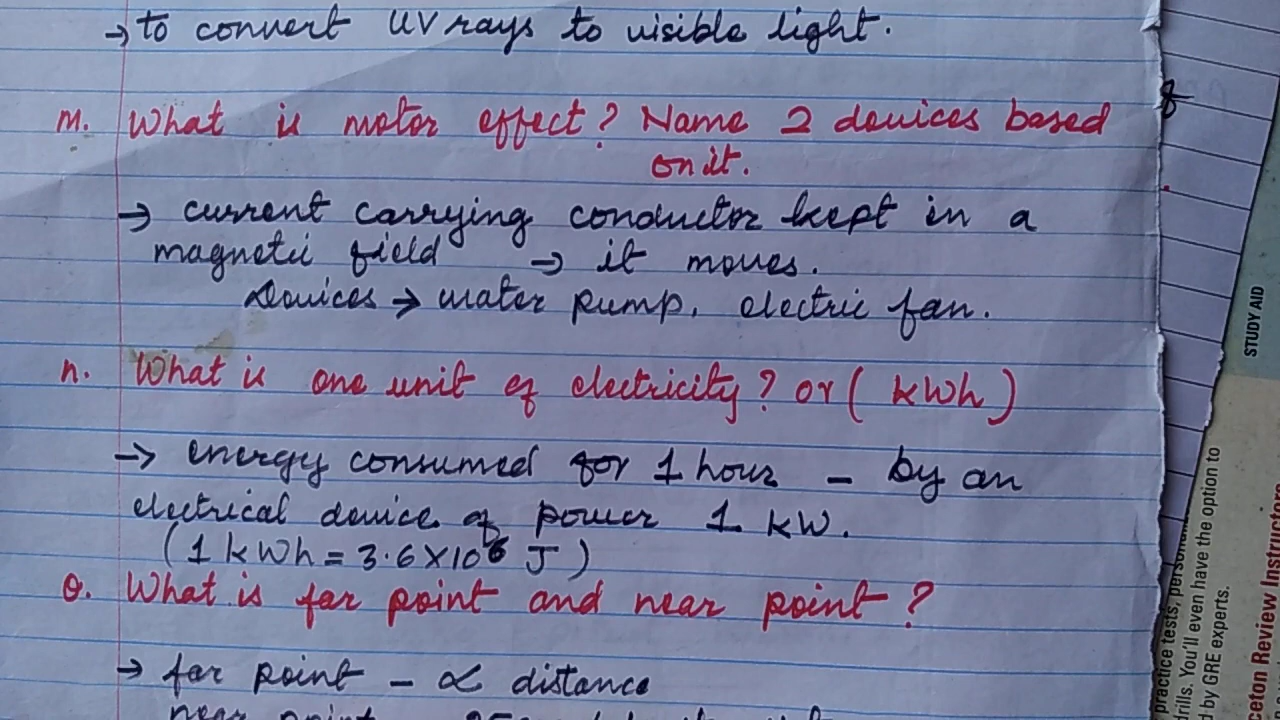 → to convert UV rays to visible light.
m. What is motor effect? Name 2 devices based
on it.
→ current carrying conductor kept in a
magnetic field → it moves.
Devices → water pump, electric fan.
n. What is one unit of electricity? or ( kWh )
→ energy consumed for 1 hour – by an
electrical device of power 1 kW.
( 1 kWh = 3.6 X 10⁶ J )
o. What is far point and near point ?
→ far point – ∝ distance
near point
STUDY AID
practice tests,
drills. You'll even have the option to
by GRE experts.
ceton Review Instructors